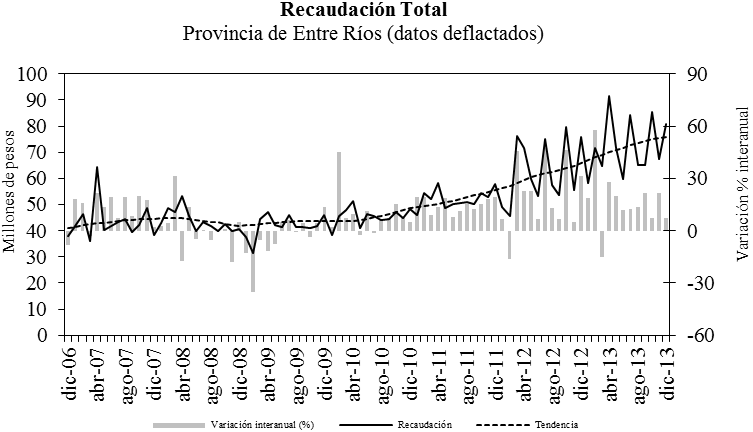 Recaudación Total
Provincia de Entre Ríos (datos deflactados)
Millones de pesos
100
90
80
70
60
50
40
30
20
10
0
90
60
30
0
-30
-60
Variación % interanual
dic-06
abr-07
ago-07
dic-07
abr-08
ago-08
dic-08
abr-09
ago-09
dic-09
abr-10
ago-10
dic-10
abr-11
ago-11
dic-11
abr-12
ago-12
dic-12
abr-13
ago-13
dic-13
Variación interanual (%) Recaudación Tendencia